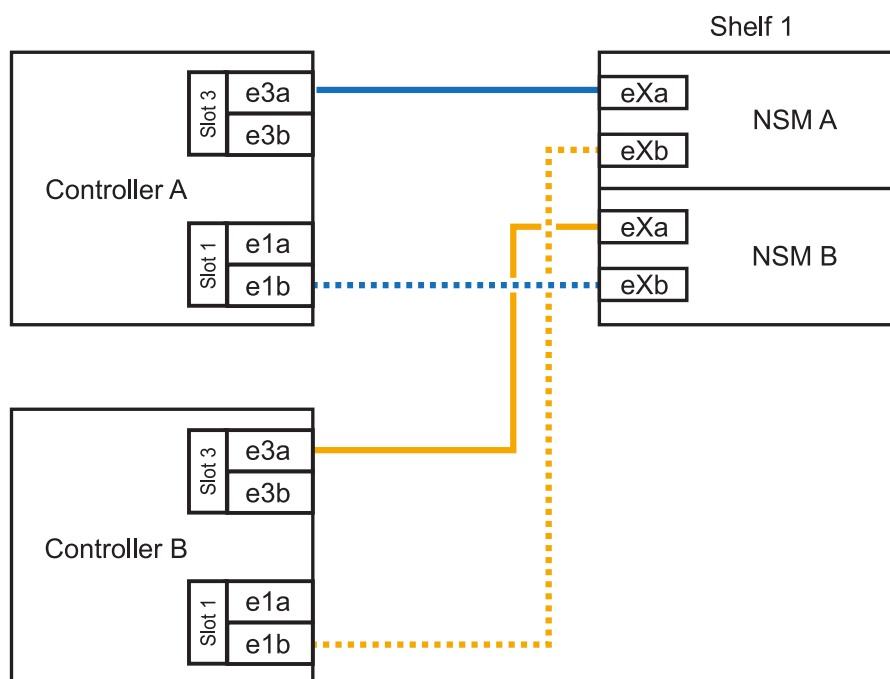 Shelf 1
Controller A
Slot 3
e3a
e3b
Slot 1
e1a
e1b
eXa
eXb
NSM A
eXa
eXb
NSM B
Controller B
Slot 3
e3a
e3b
Slot 1
e1a
e1b